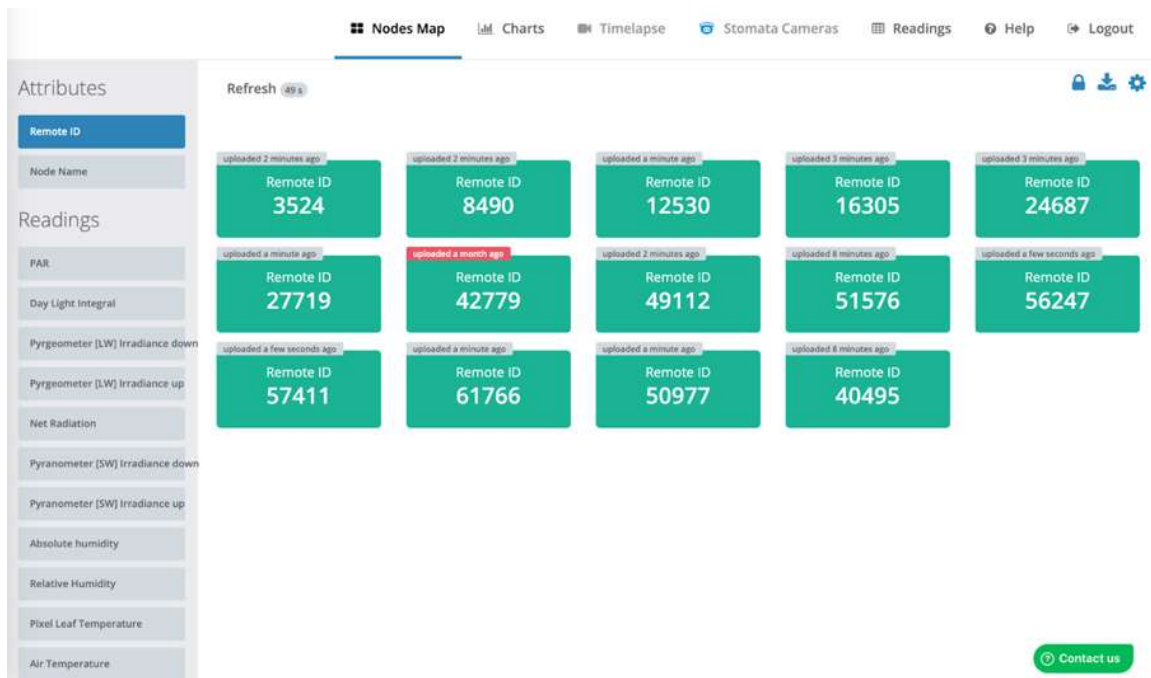 Nodes Map Charts Timelapse Stomata Cameras Readings Help Logout
Attributes
Remote ID
Node Name
Readings
PAR
Day Light Integral
Pyrgeometer [LW] Irradiance down
Pyrgeometer [LW] Irradiance up
Net Radiation
Pyranometer [SW] Irradiance down
Pyranometer [SW] Irradiance up
Absolute humidity
Relative Humidity
Pixel Leaf Temperature
Air Temperature
Refresh 49 s
uploaded 2 minutes ago
Remote ID
3524
uploaded 2 minutes ago
Remote ID
8490
uploaded a minute ago
Remote ID
12530
uploaded 3 minutes ago
Remote ID
16305
uploaded 3 minutes ago
Remote ID
24687
uploaded a minute ago
Remote ID
27719
uploaded a month ago
Remote ID
42779
uploaded 2 minutes ago
Remote ID
49112
uploaded 8 minutes ago
Remote ID
51576
uploaded a few seconds ago
Remote ID
56247
uploaded a few seconds ago
Remote ID
57411
uploaded a minute ago
Remote ID
61766
uploaded a minute ago
Remote ID
50977
uploaded 8 minutes ago
Remote ID
40495
Contact us